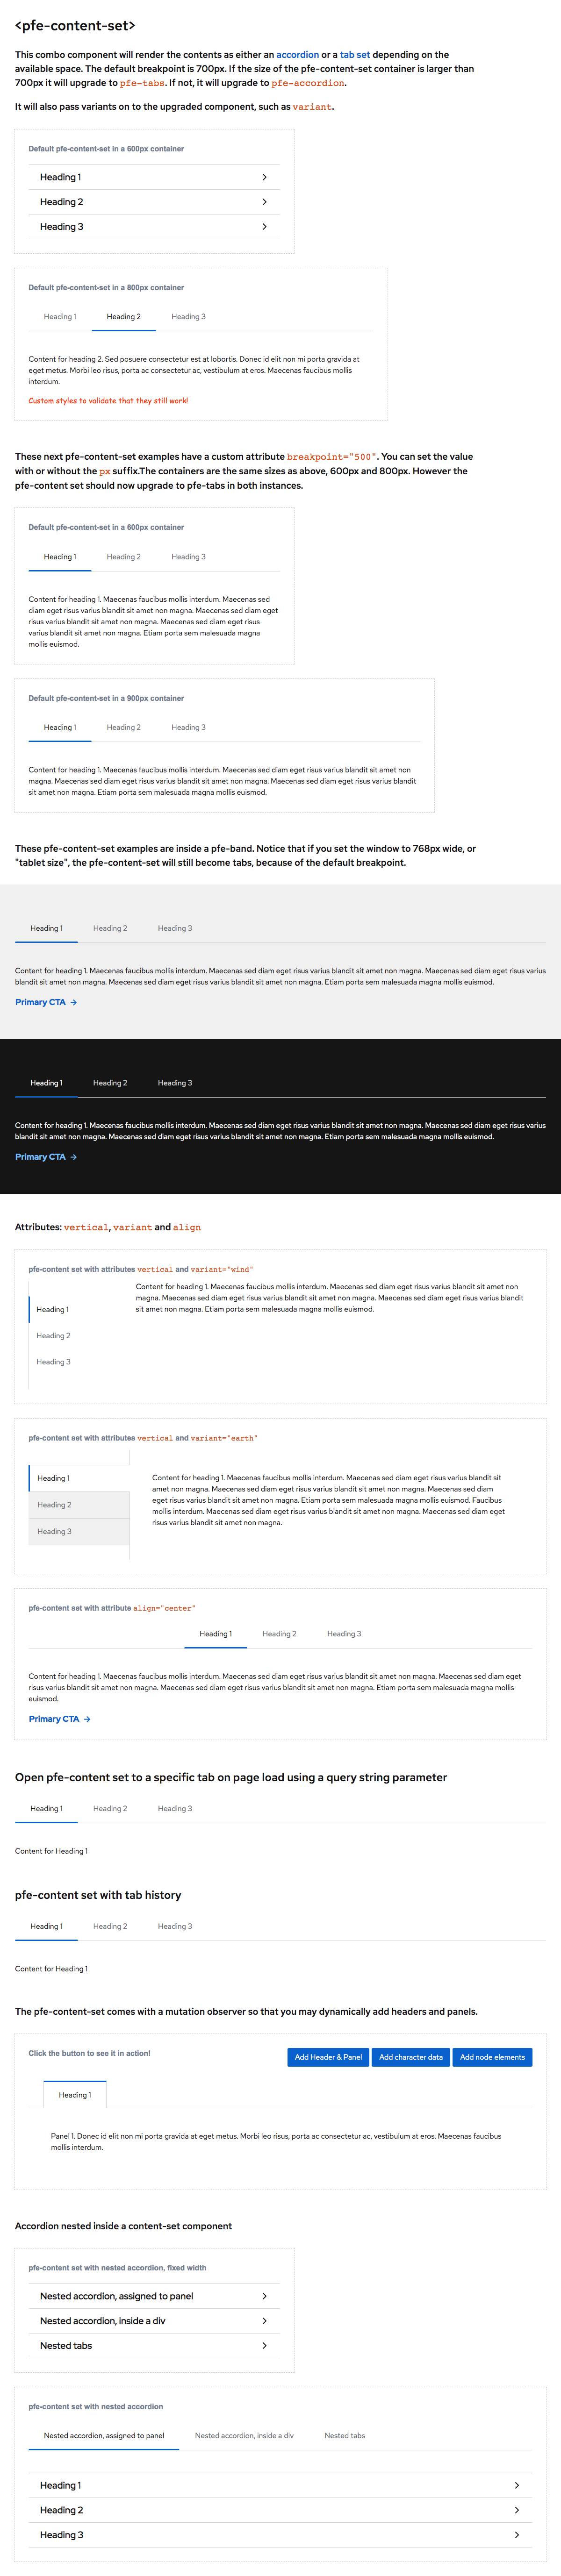 <pfe-content-set>
This combo component will render the contents as either an accordion or a tab set depending on the
available space. The default breakpoint is 700px. If the size of the pfe-content-set container is larger than
700px it will upgrade to pfe-tabs. If not, it will upgrade to pfe-accordion.
It will also pass variants on to the upgraded component, such as variant.
Default pfe-content-set in a 600px container
Heading 1
Heading 2
Heading 3
Default pfe-content-set in a 800px container
Heading 1 Heading 2 Heading 3
Content for heading 2. Sed posuere consectetur est at lobortis. Donec id elit non mi porta gravida at
eget metus. Morbi leo risus, porta ac consectetur ac, vestibulum at eros. Maecenas faucibus mollis
interdum.
Custom styles to validate that they still work!
These next pfe-content-set examples have a custom attribute breakpoint="500". You can set the value
with or without the px suffix.The containers are the same sizes as above, 600px and 800px. However the
pfe-content set should now upgrade to pfe-tabs in both instances.
Default pfe-content-set in a 600px container
Heading 1 Heading 2 Heading 3
Content for heading 1. Maecenas faucibus mollis interdum. Maecenas sed
diam eget risus varius blandit sit amet non magna. Maecenas sed diam eget
risus varius blandit sit amet non magna. Maecenas sed diam eget risus
varius blandit sit amet non magna. Etiam porta sem malesuada magna
mollis euismod.
Default pfe-content-set in a 900px container
Heading 1 Heading 2 Heading 3
Content for heading 1. Maecenas faucibus mollis interdum. Maecenas sed diam eget risus varius blandit sit amet non
magna. Maecenas sed diam eget risus varius blandit sit amet non magna. Maecenas sed diam eget risus varius blandit
sit amet non magna. Etiam porta sem malesuada magna mollis euismod.
These pfe-content-set examples are inside a pfe-band. Notice that if you set the window to 768px wide, or
"tablet size", the pfe-content-set will still become tabs, because of the default breakpoint.
Heading 1 Heading 2 Heading 3
Content for heading 1. Maecenas faucibus mollis interdum. Maecenas sed diam eget risus varius blandit sit amet non magna. Maecenas sed diam eget risus varius
blandit sit amet non magna. Maecenas sed diam eget risus varius blandit sit amet non magna. Etiam porta sem malesuada magna mollis euismod.
Primary CTA →
Heading 1 Heading 2 Heading 3
Content for heading 1. Maecenas faucibus mollis interdum. Maecenas sed diam eget risus varius blandit sit amet non magna. Maecenas sed diam eget risus varius
blandit sit amet non magna. Maecenas sed diam eget risus varius blandit sit amet non magna. Etiam porta sem malesuada magna mollis euismod.
Primary CTA →
Attributes: vertical, variant and align
pfe-content set with attributes vertical and variant="wind"
Content for heading 1. Maecenas faucibus mollis interdum. Maecenas sed diam eget risus varius blandit sit amet non
magna. Maecenas sed diam eget risus varius blandit sit amet non magna. Maecenas sed diam eget risus varius blandit
sit amet non magna. Etiam porta sem malesuada magna mollis euismod.
Heading 1
Heading 2
Heading 3
pfe-content set with attributes vertical and variant="earth"
Heading 1
Heading 2
Heading 3
Content for heading 1. Maecenas faucibus mollis interdum. Maecenas sed diam eget risus varius blandit sit
amet non magna. Maecenas sed diam eget risus varius blandit sit amet non magna. Maecenas sed diam
eget risus varius blandit sit amet non magna. Etiam porta sem malesuada magna mollis euismod. Faucibus
mollis interdum. Maecenas sed diam eget risus varius blandit sit amet non magna. Maecenas sed diam eget
risus varius blandit sit amet non magna.
pfe-content set with attribute align="center"
Heading 1 Heading 2 Heading 3
Content for heading 1. Maecenas faucibus mollis interdum. Maecenas sed diam eget risus varius blandit sit amet non magna. Maecenas sed diam eget
risus varius blandit sit amet non magna. Maecenas sed diam eget risus varius blandit sit amet non magna. Etiam porta sem malesuada magna mollis
euismod.
Primary CTA →
Open pfe-content set to a specific tab on page load using a query string parameter
Heading 1 Heading 2 Heading 3
Content for Heading 1
pfe-content set with tab history
Heading 1 Heading 2 Heading 3
Content for Heading 1
The pfe-content-set comes with a mutation observer so that you may dynamically add headers and panels.
Click the button to see it in action! Add Header & Panel Add character data Add node elements
Heading 1
Panel 1. Donec id elit non mi porta gravida at eget metus. Morbi leo risus, porta ac consectetur ac, vestibulum at eros. Maecenas faucibus
mollis interdum.
Accordion nested inside a content-set component
pfe-content set with nested accordion, fixed width
Nested accordion, assigned to panel
Nested accordion, inside a div
Nested tabs
pfe-content set with nested accordion
Nested accordion, assigned to panel Nested accordion, inside a div Nested tabs
Heading 1
Heading 2
Heading 3